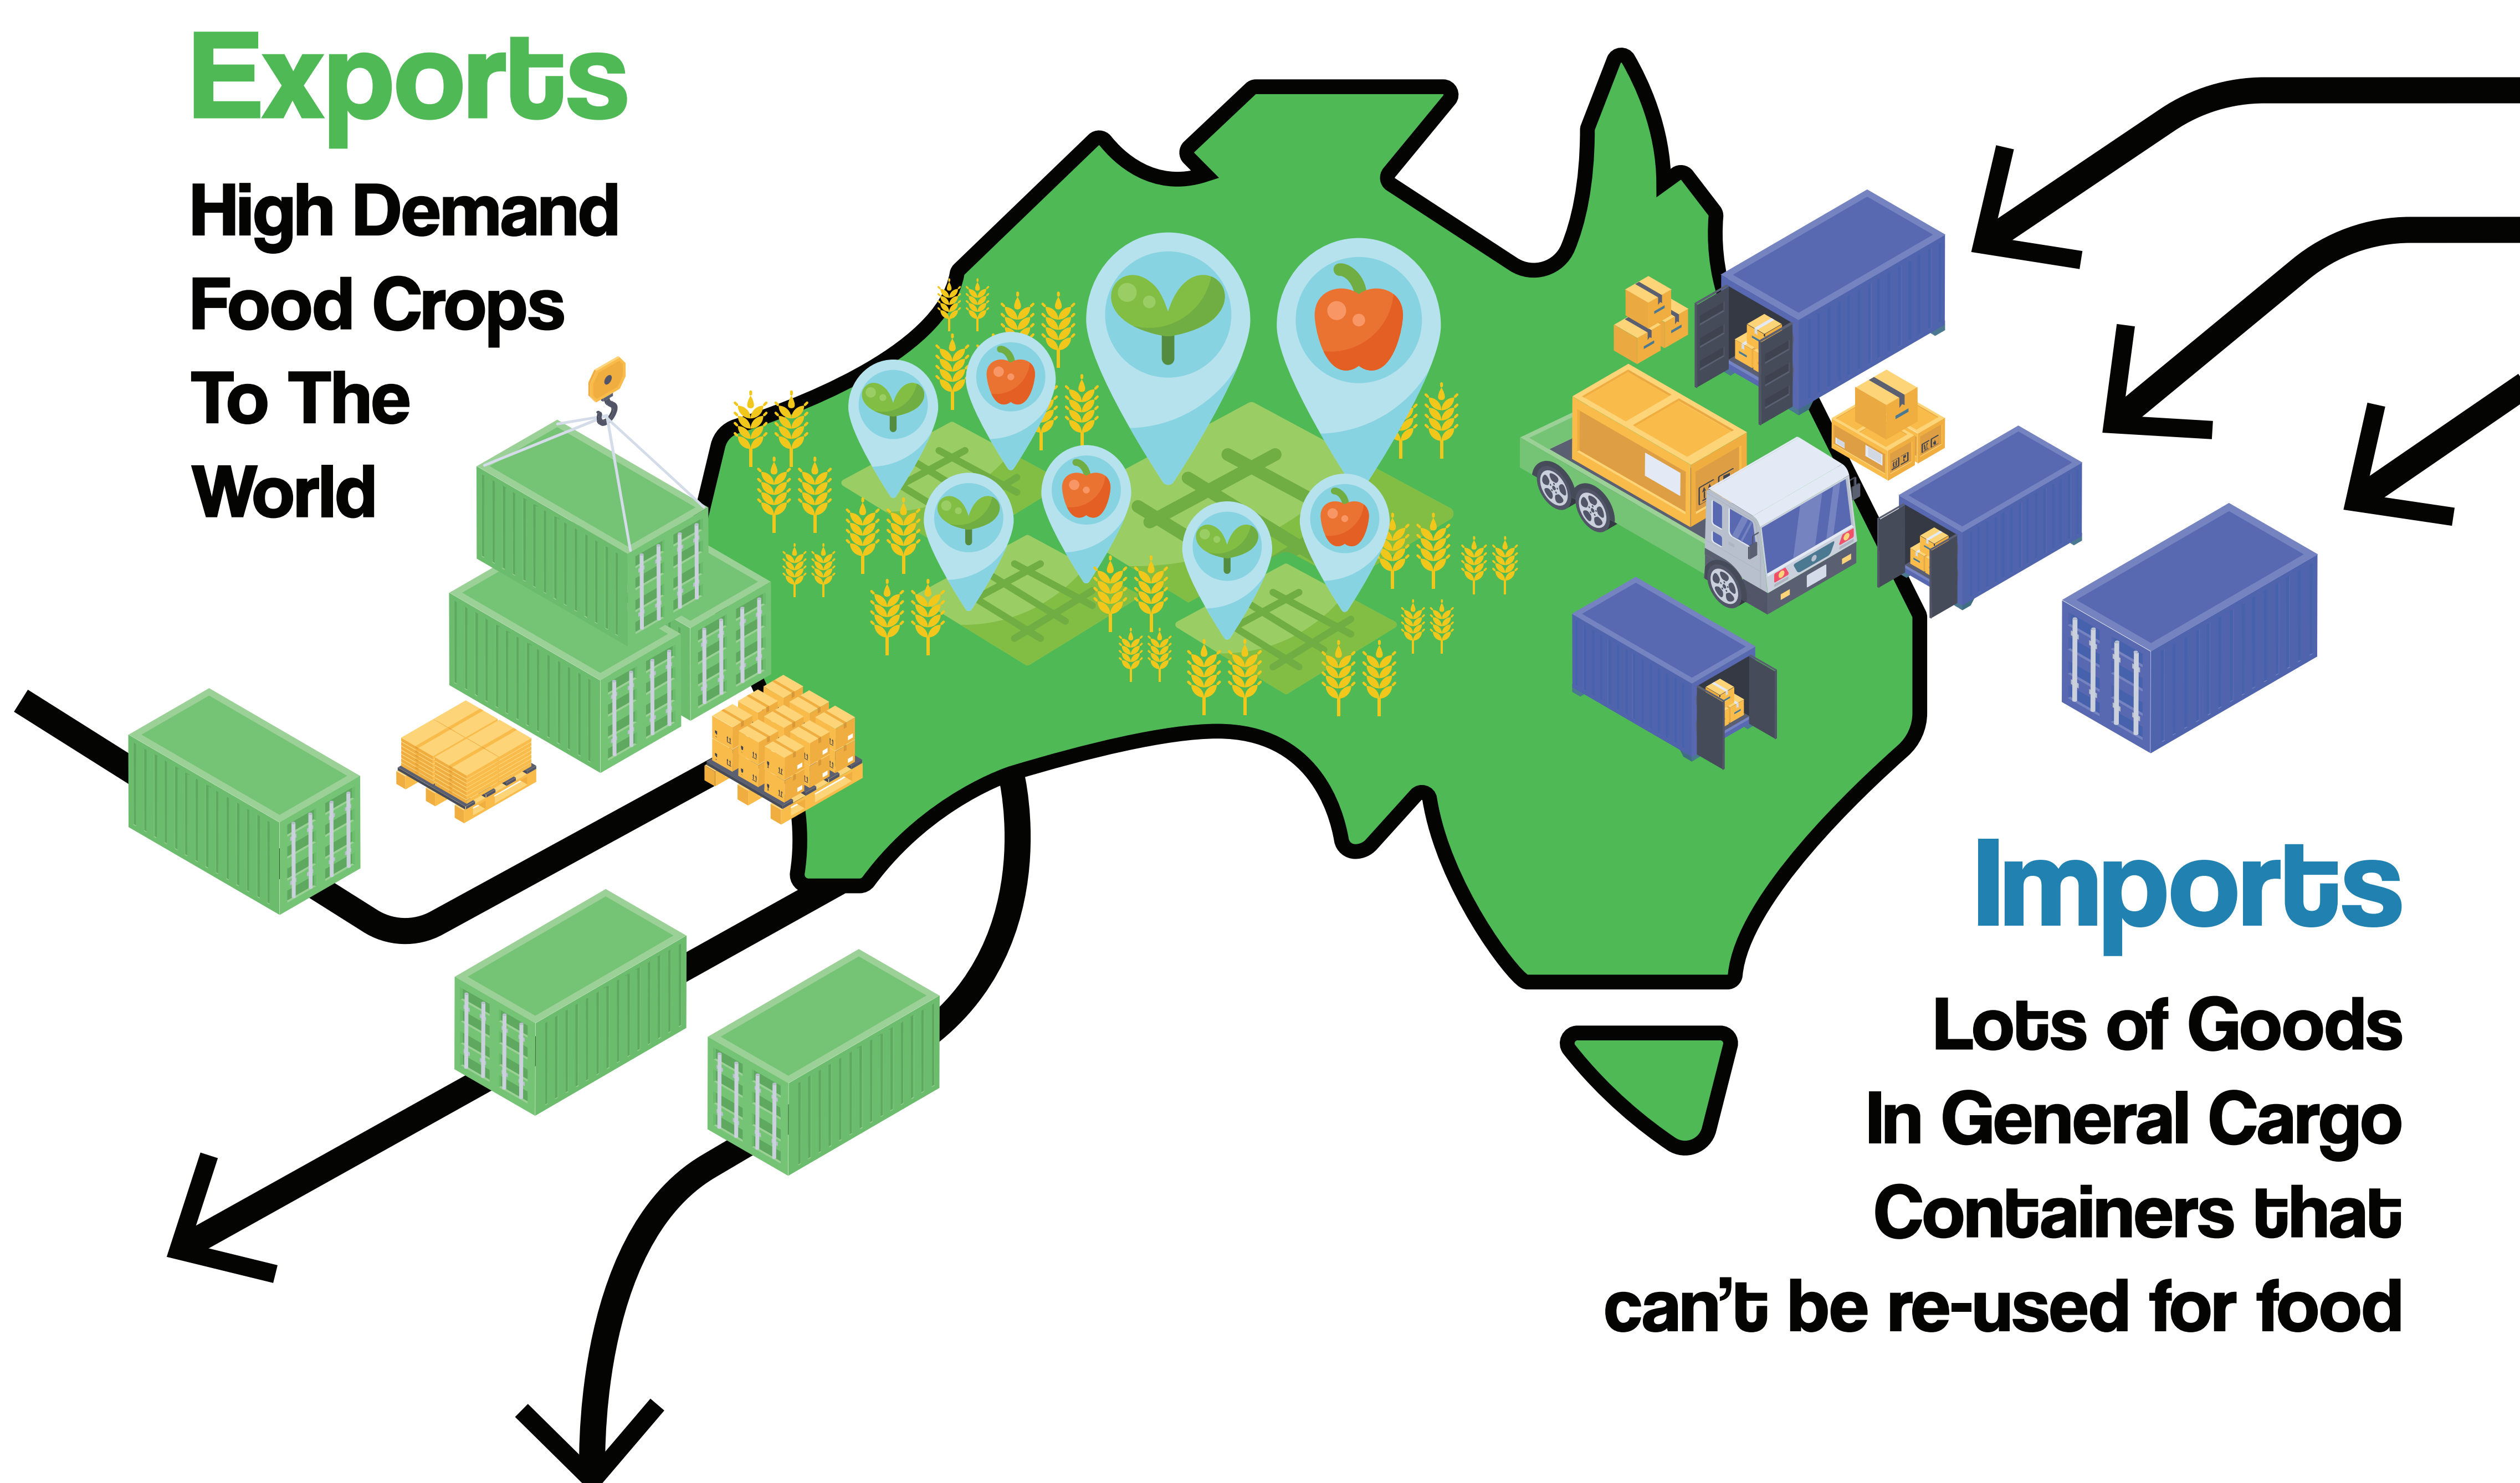 Exports
High Demand
Food Crops
To The
World
Imports
Lots of Goods
In General Cargo
Containers that
can't be re-used for food